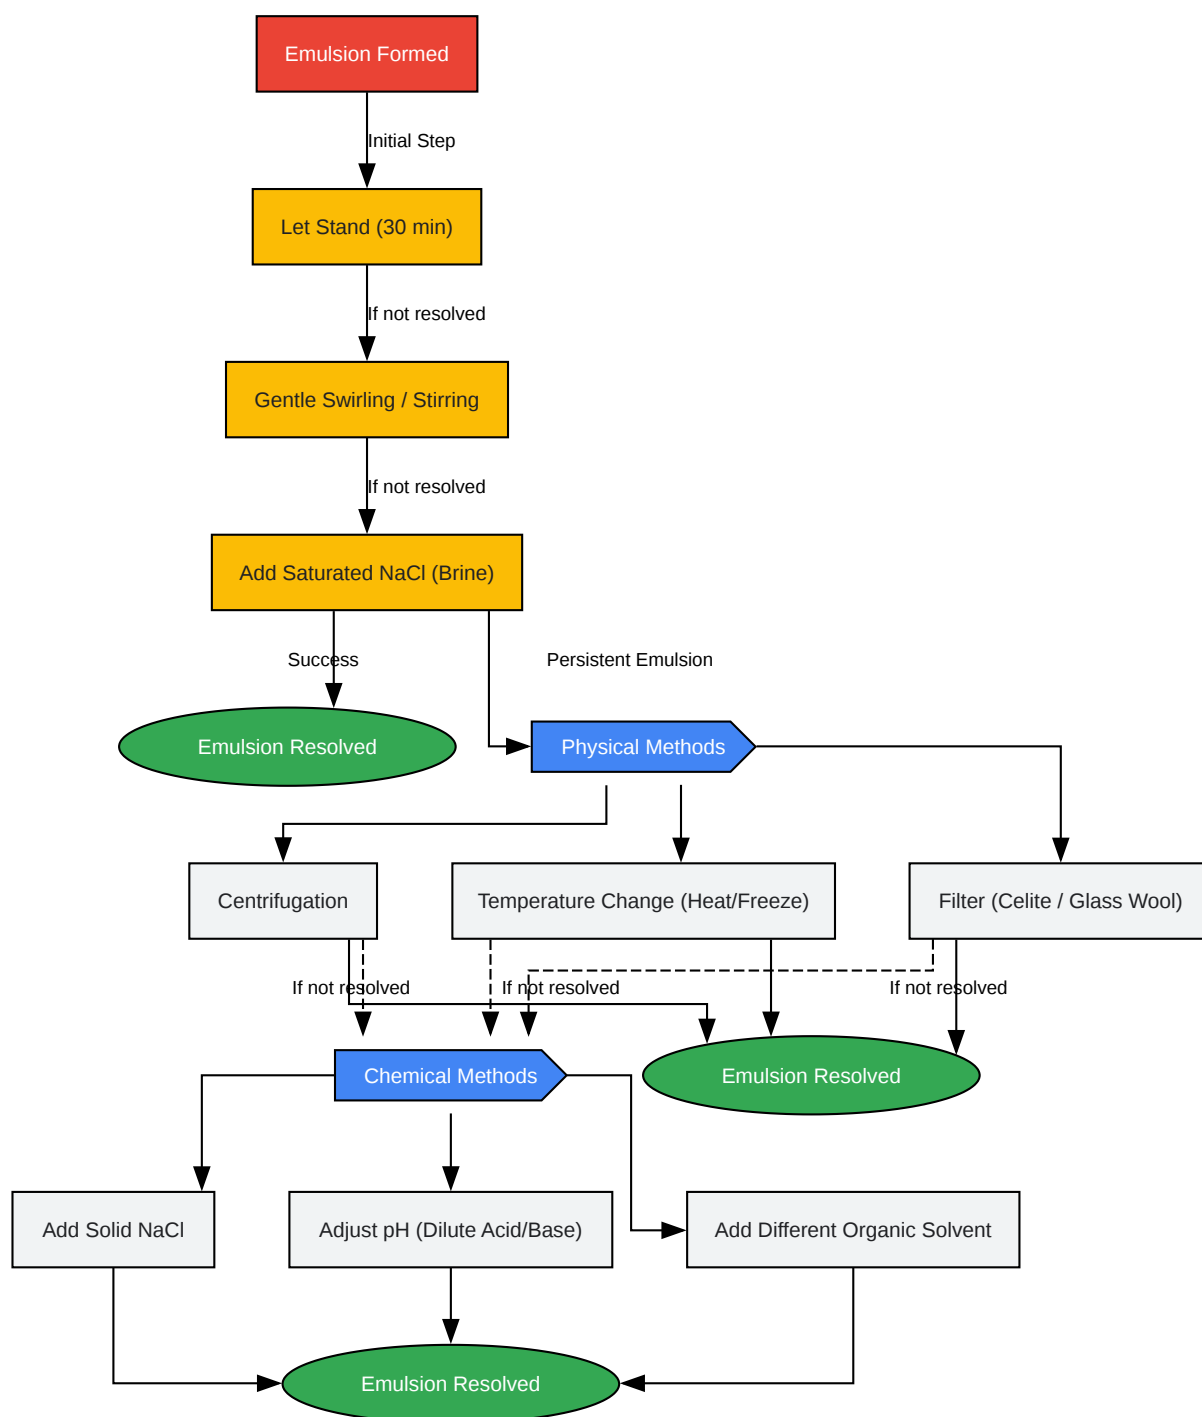 Emulsion Formed
Initial Step
Let Stand (30 min)
If not resolved
Gentle Swirling / Stirring
If not resolved
Add Saturated NaCl (Brine)
Success
Persistent Emulsion
Emulsion Resolved
Physical Methods
Centrifugation
Temperature Change (Heat/Freeze)
Filter (Celite / Glass Wool)
If not resolved
If not resolved
If not resolved
Chemical Methods
Emulsion Resolved
Add Solid NaCl
Adjust pH (Dilute Acid/Base)
Add Different Organic Solvent
Emulsion Resolved